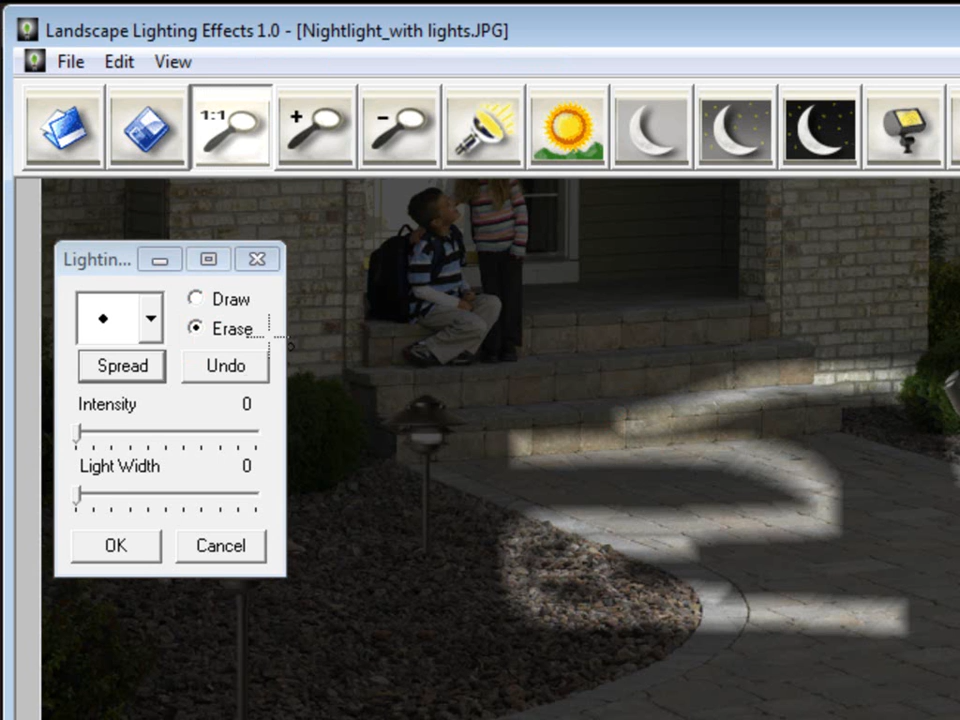 Landscape Lighting Effects 1.0 - [Nightlight_with lights.JPG]
File Edit View
1:1 + -
Lightin...
Draw
Erase
Spread Undo
Intensity 0
Light Width 0
OK Cancel